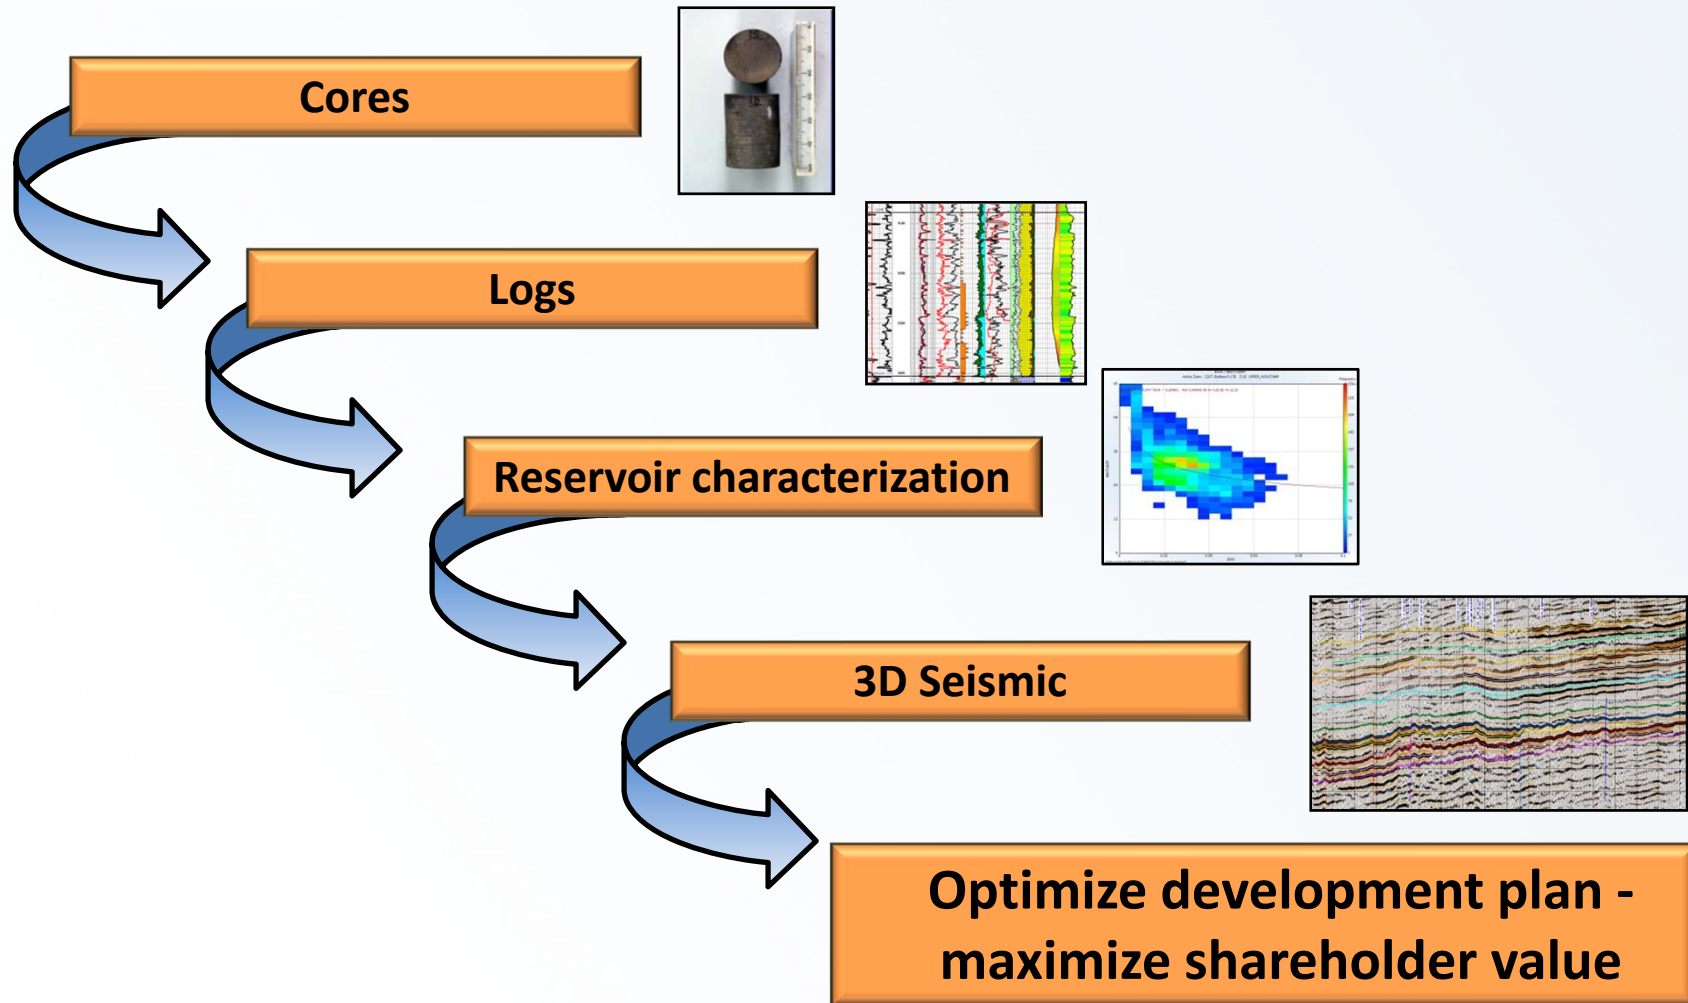 Cores
Logs
Reservoir characterization
3D Seismic
Optimize development plan -
maximize shareholder value